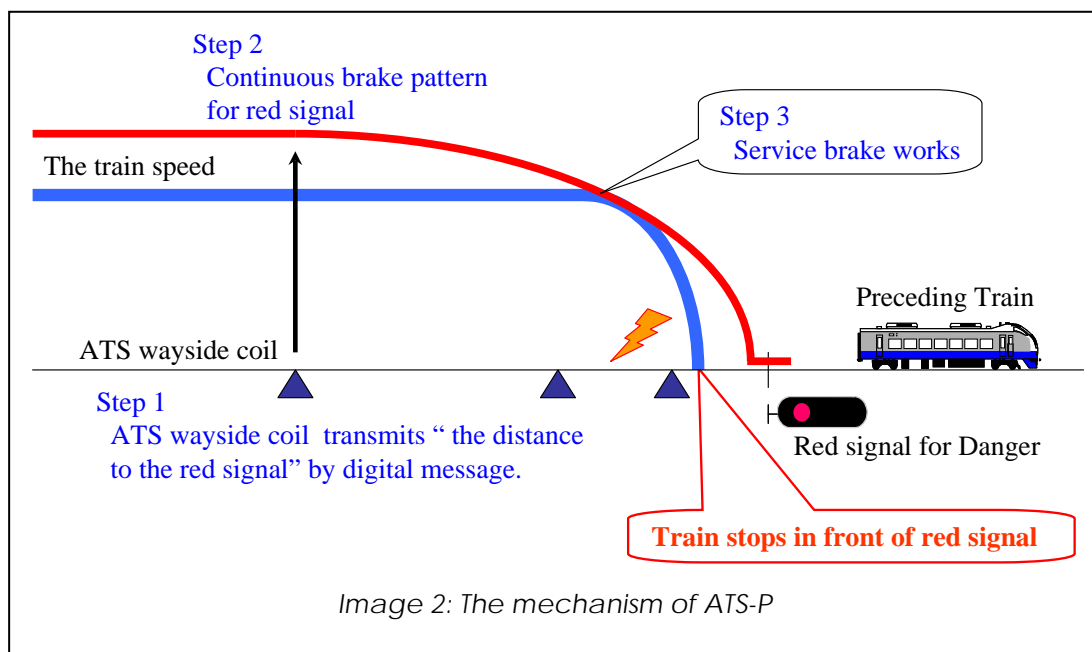 Step 2
Continuous brake pattern
for red signal
Step 3
Service brake works
The train speed
Preceding Train
ATS wayside coil
Step 1
ATS wayside coil transmits “ the distance
to the red signal” by digital message.
Red signal for Danger
Train stops in front of red signal
Image 2: The mechanism of ATS-P